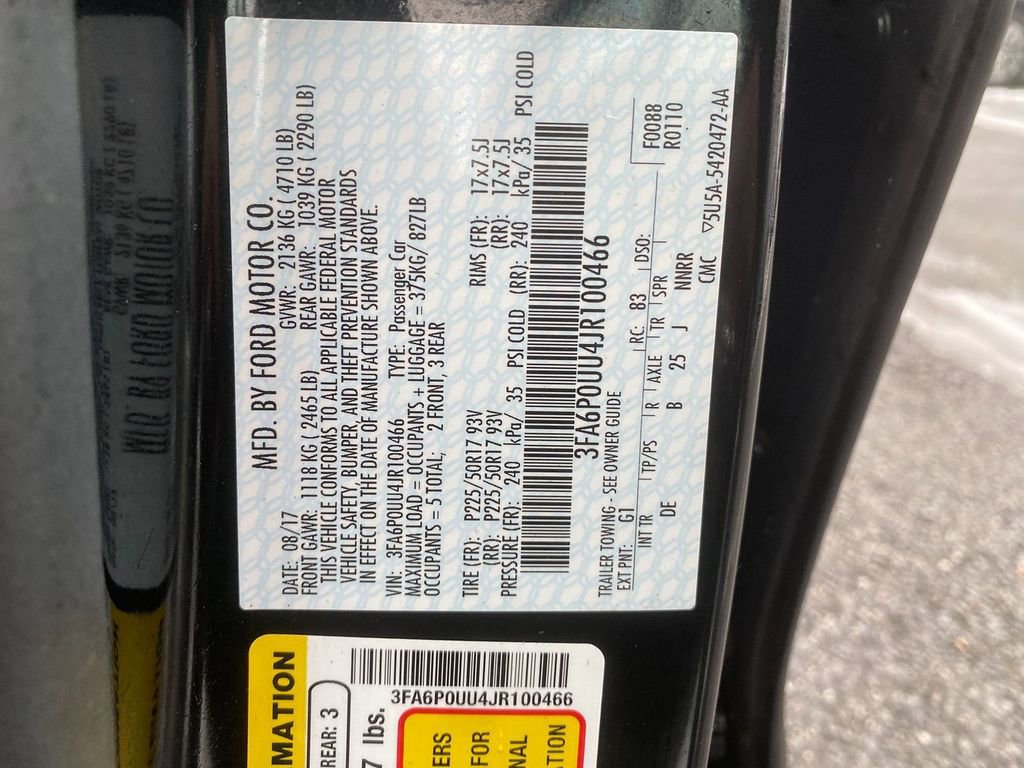 MFD. BY FORD MOTOR CO.
DATE: 08/17 GVWR: 2136 KG ( 4710 LB)
FRONT GAWR: 1118 KG ( 2465 LB) REAR GAWR: 1039 KG ( 2290 LB)
THIS VEHICLE CONFORMS TO ALL APPLICABLE FEDERAL MOTOR
VEHICLE SAFETY, BUMPER, AND THEFT PREVENTION STANDARDS
IN EFFECT ON THE DATE OF MANUFACTURE SHOWN ABOVE.
VIN: 3FA6P0UU4JR100466 TYPE: Passenger Car
MAXIMUM LOAD = OCCUPANTS + LUGGAGE = 375KG/ 827LB
OCCUPANTS = 5 TOTAL; 2 FRONT, 3 REAR
TIRE (FR): P225/50R17 93V RIMS (FR): 17x7.5J
(RR): P225/50R17 93V (RR): 17x7.5J
PRESSURE (FR): 240 kPa/ 35 PSI COLD (RR): 240 kPa/ 35 PSI COLD
3FA6P0UU4JR100466
TRAILER TOWING - SEE OWNER GUIDE
F0088
EXT PNT: G1 RC: 83 DSO: R0110
INT TR TP/PS R AXLE TR SPR
DE B 25 J NNRR
CMC ▽5U5A-5420472-AA
MATION
REAR: 3
7 lbs.
3FA6P0UU4JR100466
ERS
FOR
NAL
ATION